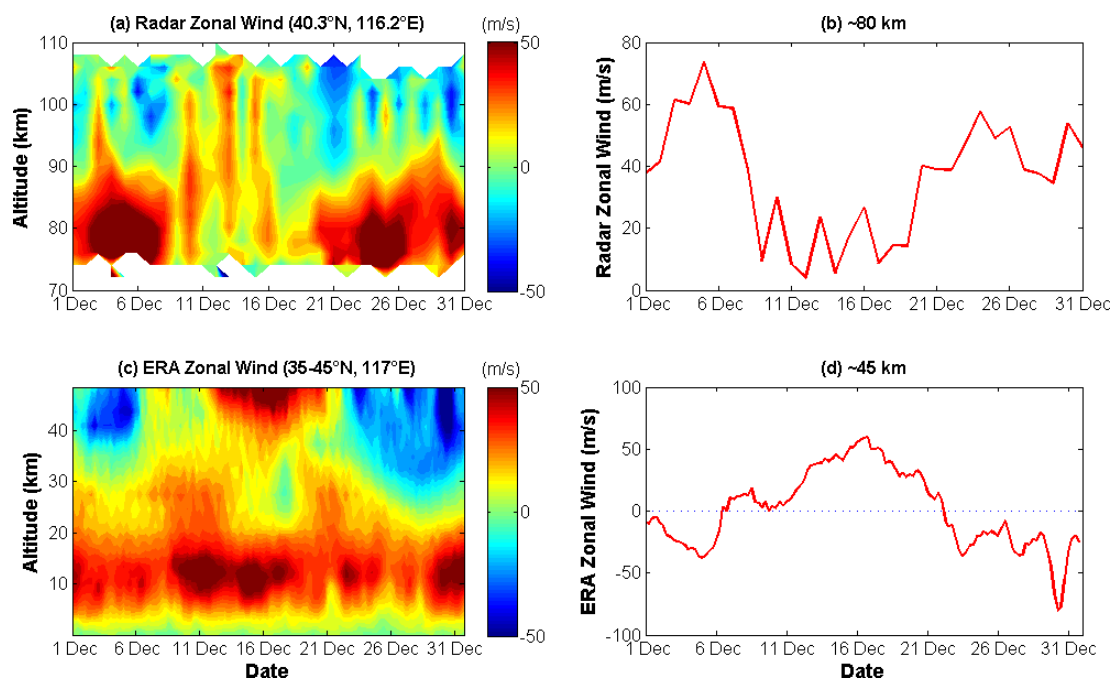 (a) Radar Zonal Wind (40.3°N, 116.2°E)
(m/s)
110
100
90
80
70
Altitude (km)
1 Dec 6 Dec 11 Dec 16 Dec 21 Dec 26 Dec 31 Dec
50
0
-50
(b) ~80 km
80
60
40
20
0
Radar Zonal Wind (m/s)
1 Dec 6 Dec 11 Dec 16 Dec 21 Dec 26 Dec 31 Dec
(c) ERA Zonal Wind (35-45°N, 117°E)
(m/s)
40
30
20
10
Altitude (km)
1 Dec 6 Dec 11 Dec 16 Dec 21 Dec 26 Dec 31 Dec
Date
50
0
-50
(d) ~45 km
100
50
0
-50
-100
ERA Zonal Wind (m/s)
1 Dec 6 Dec 11 Dec 16 Dec 21 Dec 26 Dec 31 Dec
Date